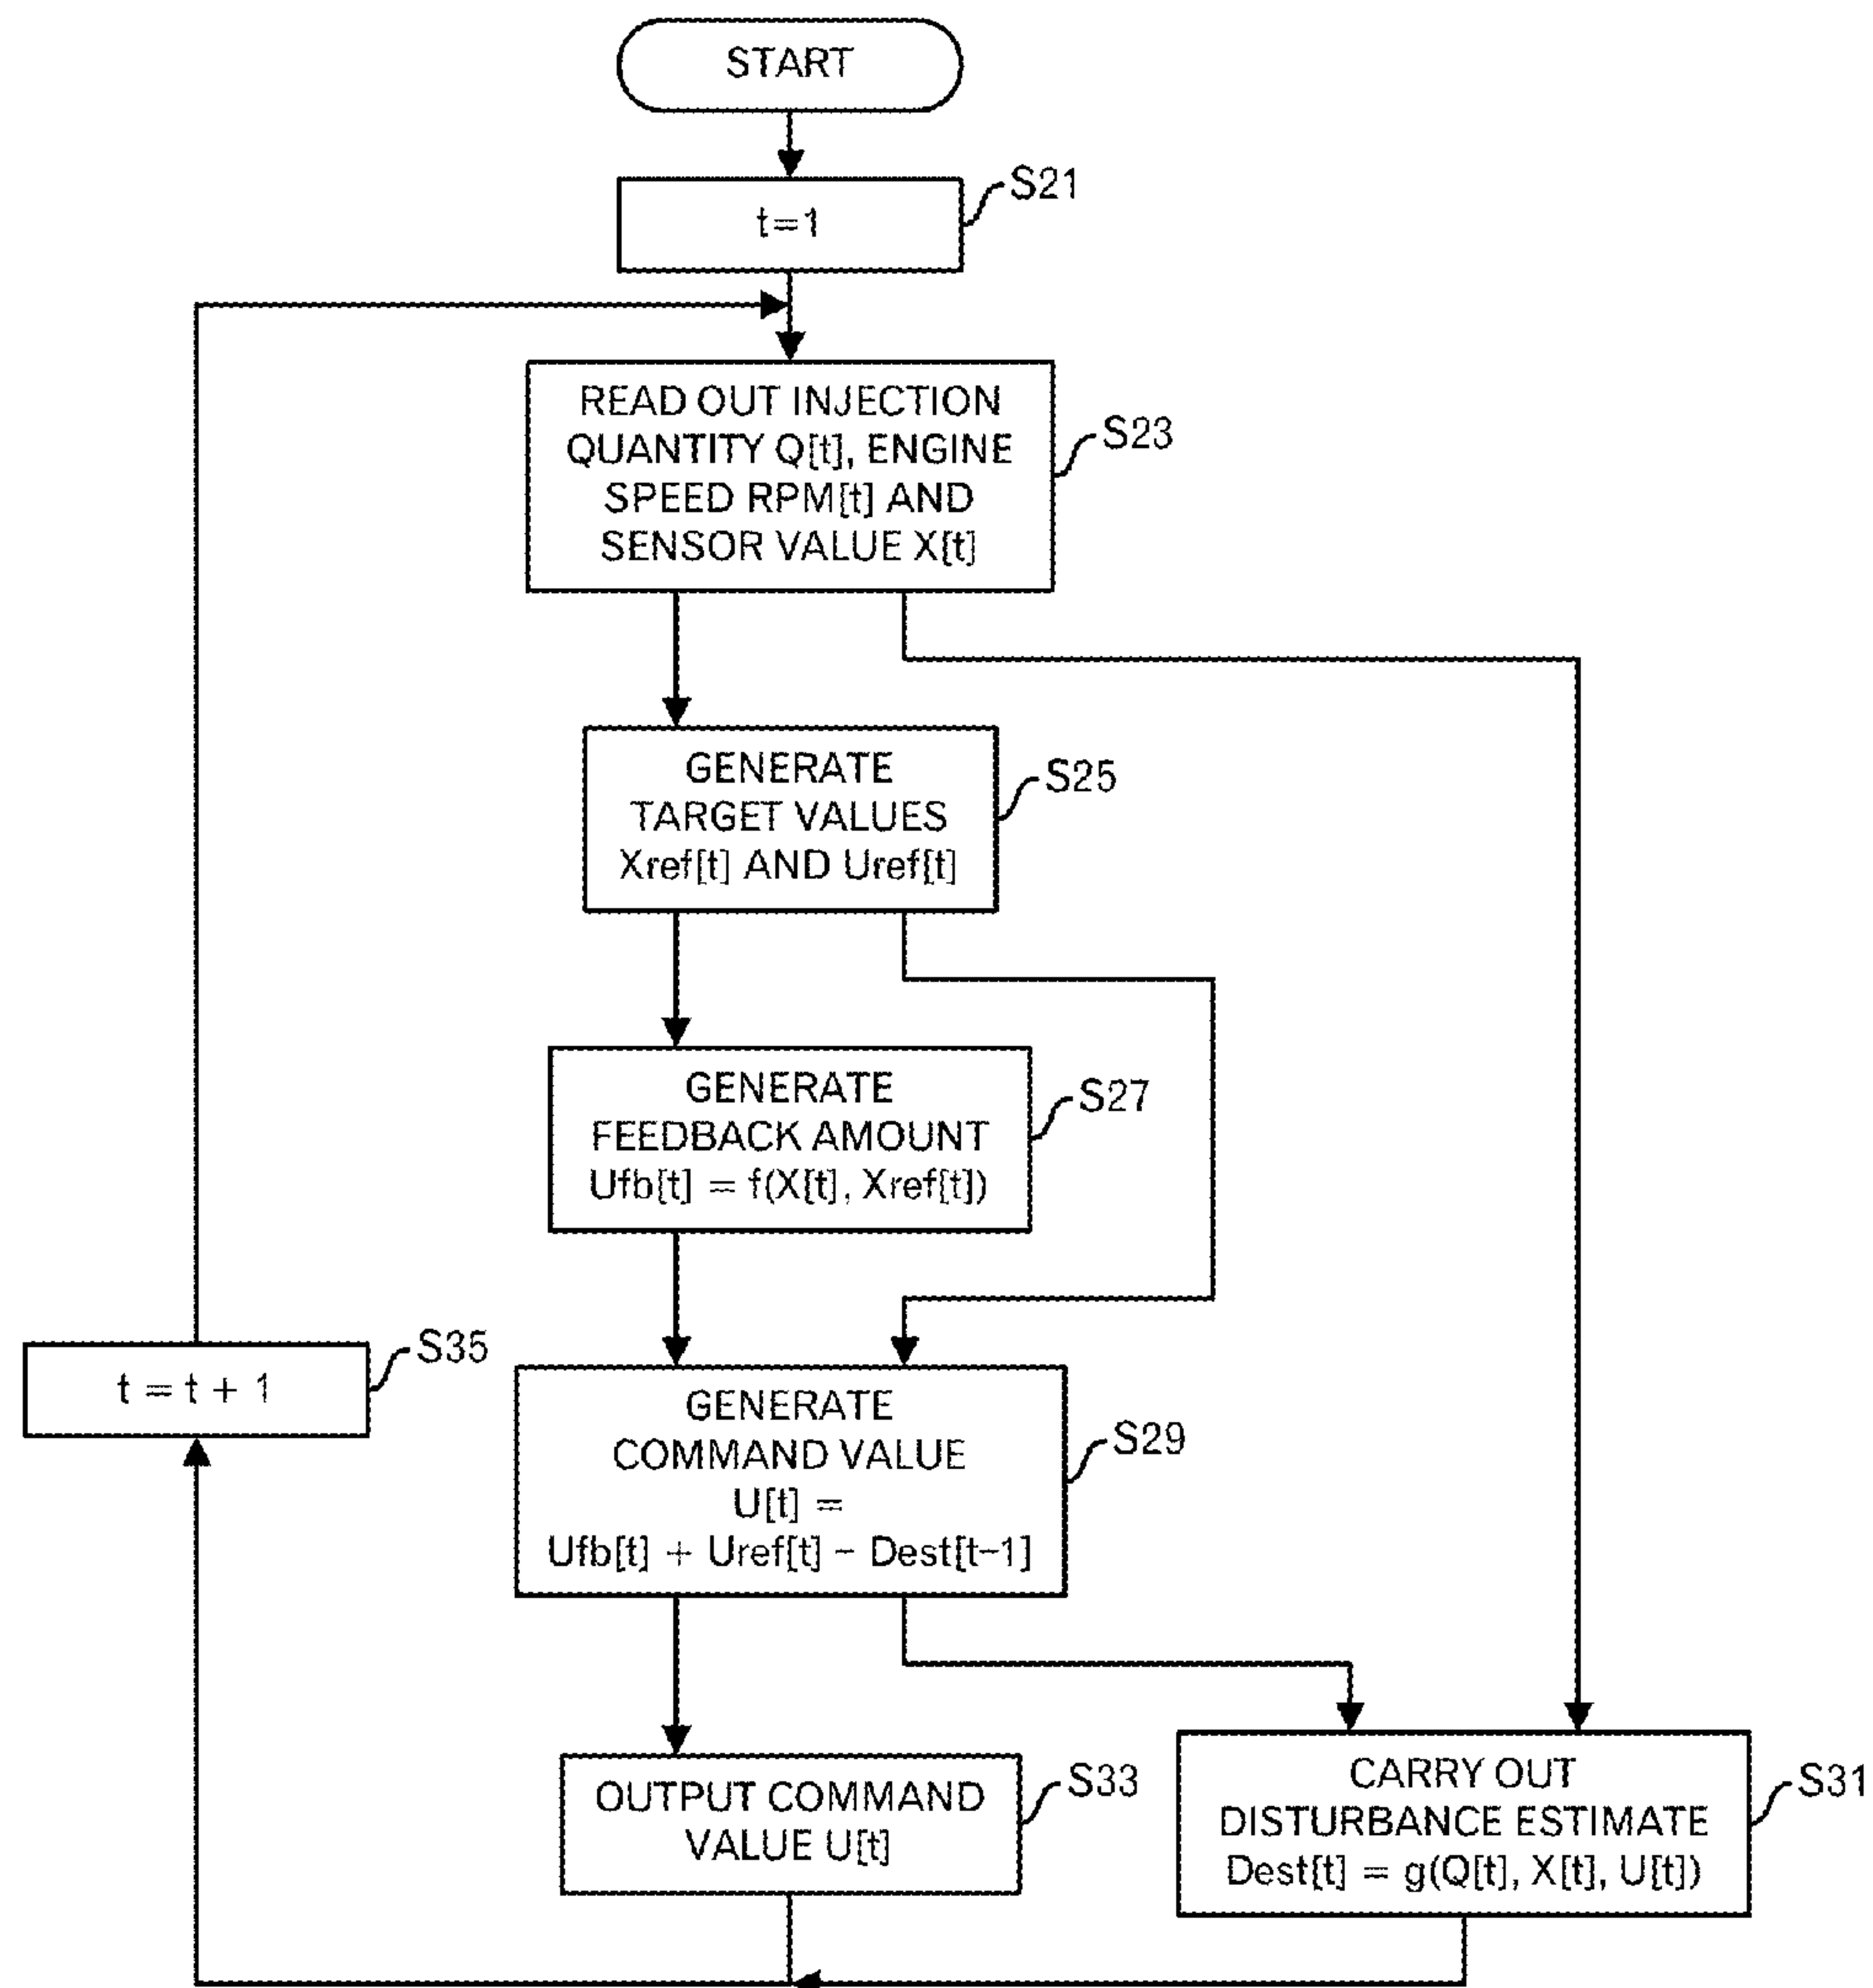 START
S21
t=1
READ OUT INJECTION
QUANTITY Q[t], ENGINE
SPEED RPM[t] AND
SENSOR VALUE X[t]
S23
GENERATE
TARGET VALUES
Xref[t] AND Uref[t]
S25
GENERATE
FEEDBACK AMOUNT
Ufb[t] = f(X[t], Xref[t])
S27
S35
t = t + 1
GENERATE
COMMAND VALUE
U[t] =
Ufb[t] + Uref[t] - Dest[t-1]
S29
OUTPUT COMMAND
VALUE U[t]
S33
CARRY OUT
DISTURBANCE ESTIMATE
Dest[t] = g(Q[t], X[t], U[t])
S31